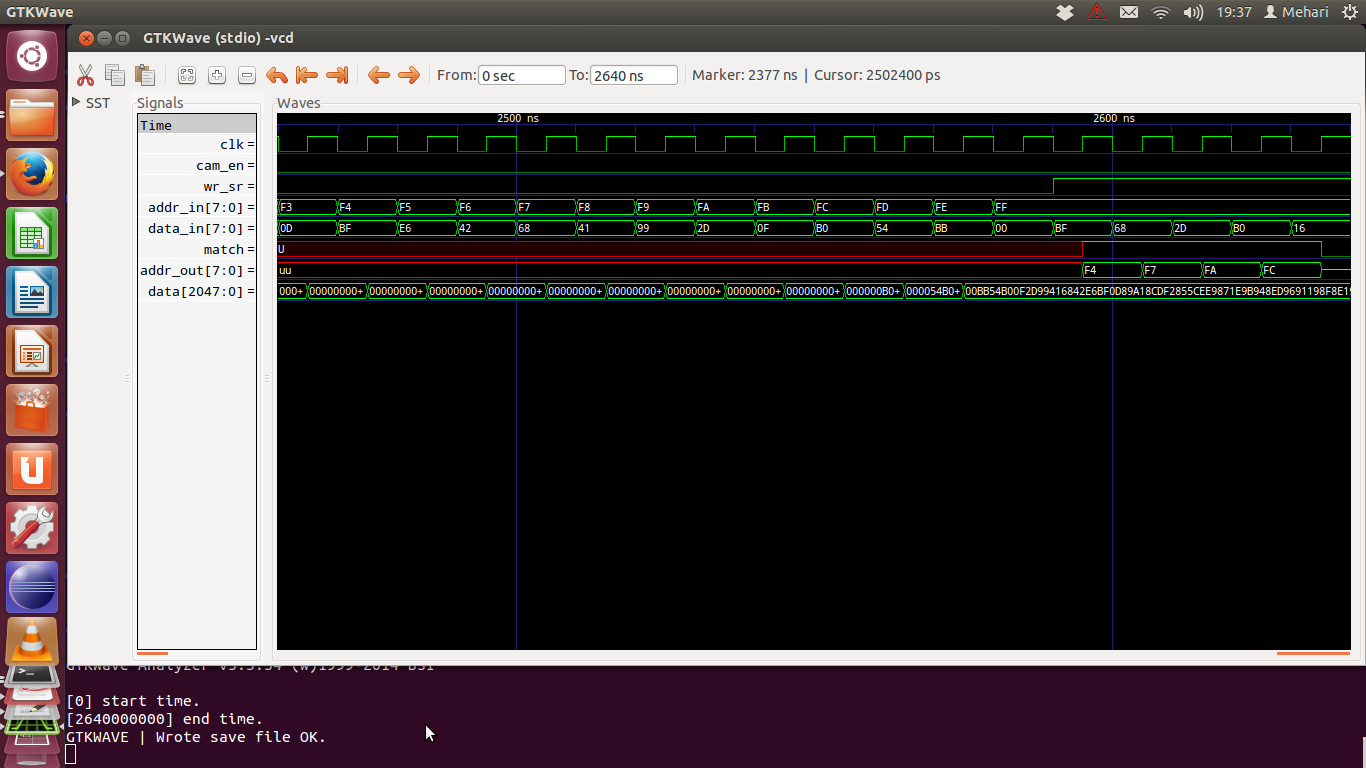 GTKWave 19:37 Mehari
GTKWave (stdio) -vcd
From: 0 sec To: 2640 ns Marker: 2377 ns | Cursor: 2502400 ps
SST Signals Waves
Time 2500 ns 2600 ns
clk =
cam_en =
wr_sr =
addr_in[7:0] = F3 F4 F5 F6 F7 F8 F9 FA FB FC FD FE FF
data_in[7:0] = 0D BF E6 42 68 41 99 2D 0F B0 54 BB 00 BF 68 2D B0 16
match = U
addr_out[7:0] = uu F4 F7 FA FC
data[2047:0] = 000+ 00000000+ 00000000+ 00000000+ 00000000+ 00000000+ 00000000+ 00000000+ 00000000+ 00000000+ 000000B0+ 000054B0+ 00BB54B00F2D99416842E6BF0D89A18CDF2855CEE9871E9B948ED9691198F8E19
GTKWave Analyzer v3.3.34 (w)1999-2014 BSI
[0] start time.
[2640000000] end time.
GTKWAVE | Wrote save file OK.